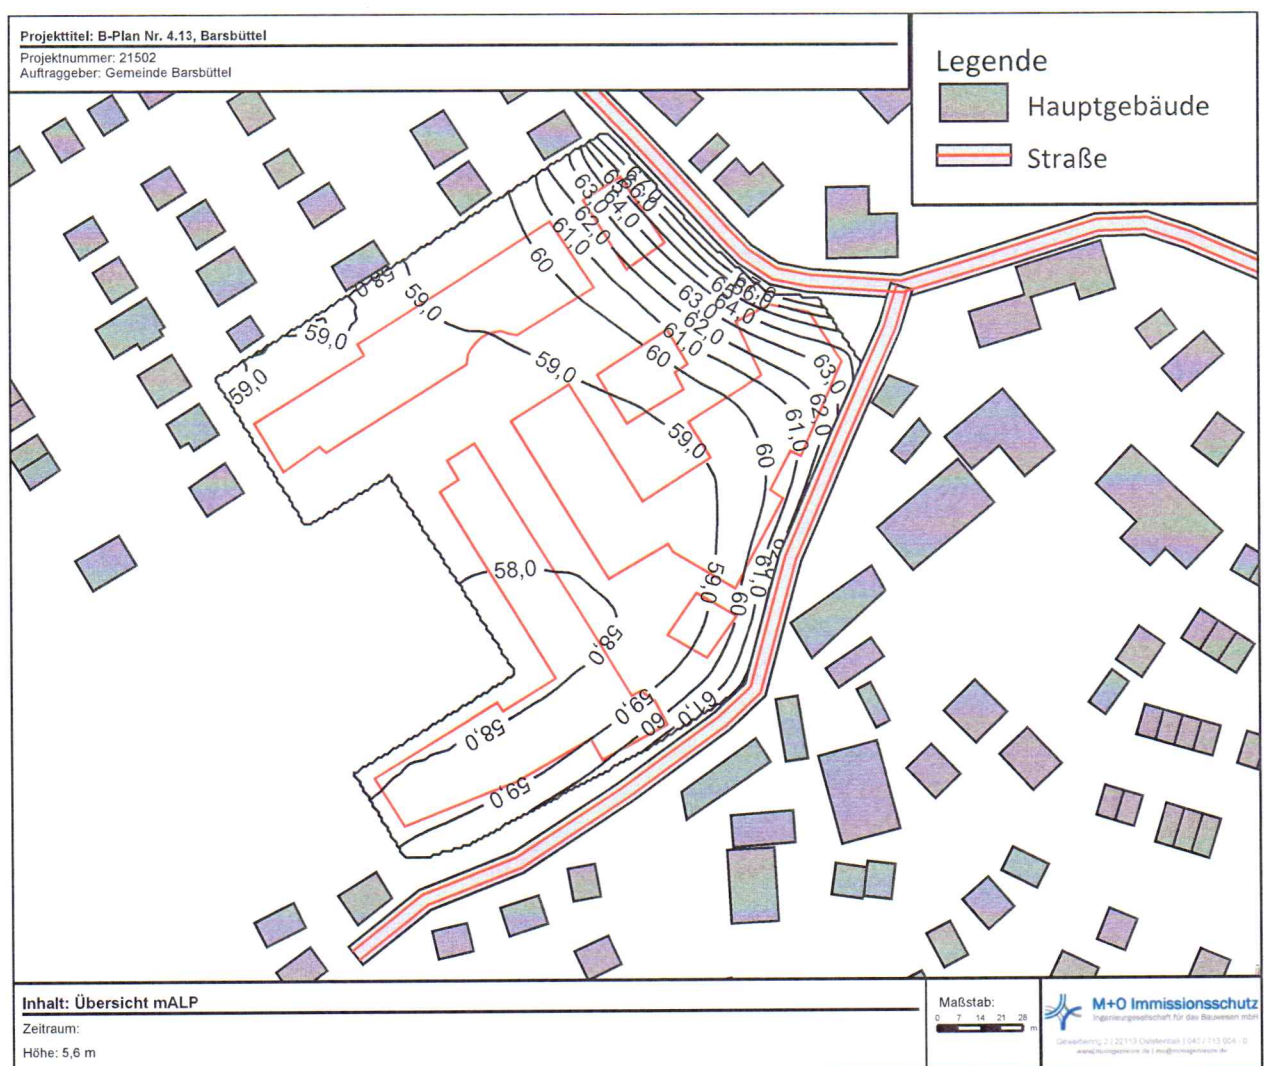 Projekttitel: B-Plan Nr. 4.13, Barsbüttel
Projektnummer: 21502
Auftraggeber: Gemeinde Barsbüttel
Legende
Hauptgebäude
Straße
67,0
66,0
63,0
64,0
62,0
61,0
60
58,0
59,0
59,0
59,0
59,0
63,0
64,0
62,0
61,0
60
63,0
62,0
61,0
59,0
60
58,0
58,0
59,0
60
61,0
59,0
60
61,0
58,0
59,0
Inhalt: Übersicht mALP
Zeitraum:
Höhe: 5,6 m
Maßstab:
0 7 14 21 28
m
M+O Immissionsschutz
Ingenieurgesellschaft für das Bauwesen mbH